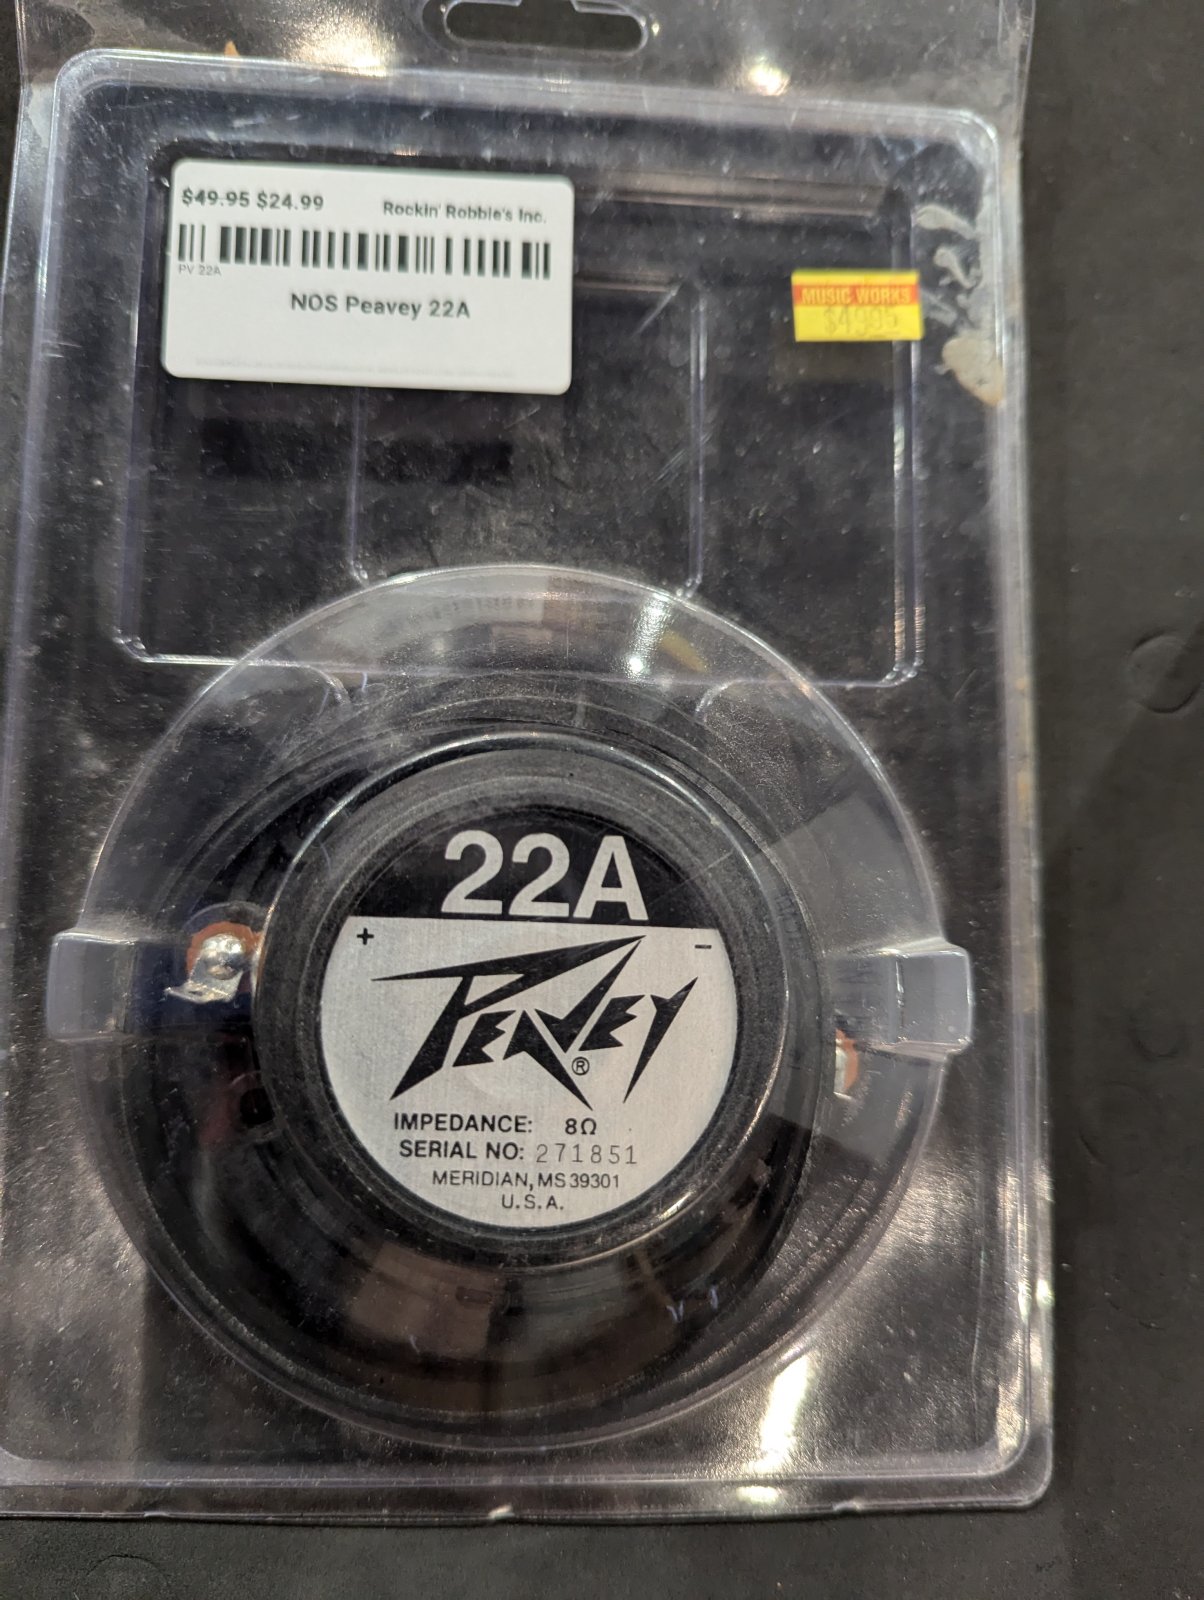 $49.95 $24.99
Rockin' Robbie's Inc.
PV 22A
NOS Peavey 22A
MUSIC WORKS
$49.95
22A
+ −
PEAVEY ®
IMPEDANCE: 8Ω
SERIAL NO: 271851
MERIDIAN, MS 39301
U.S.A.